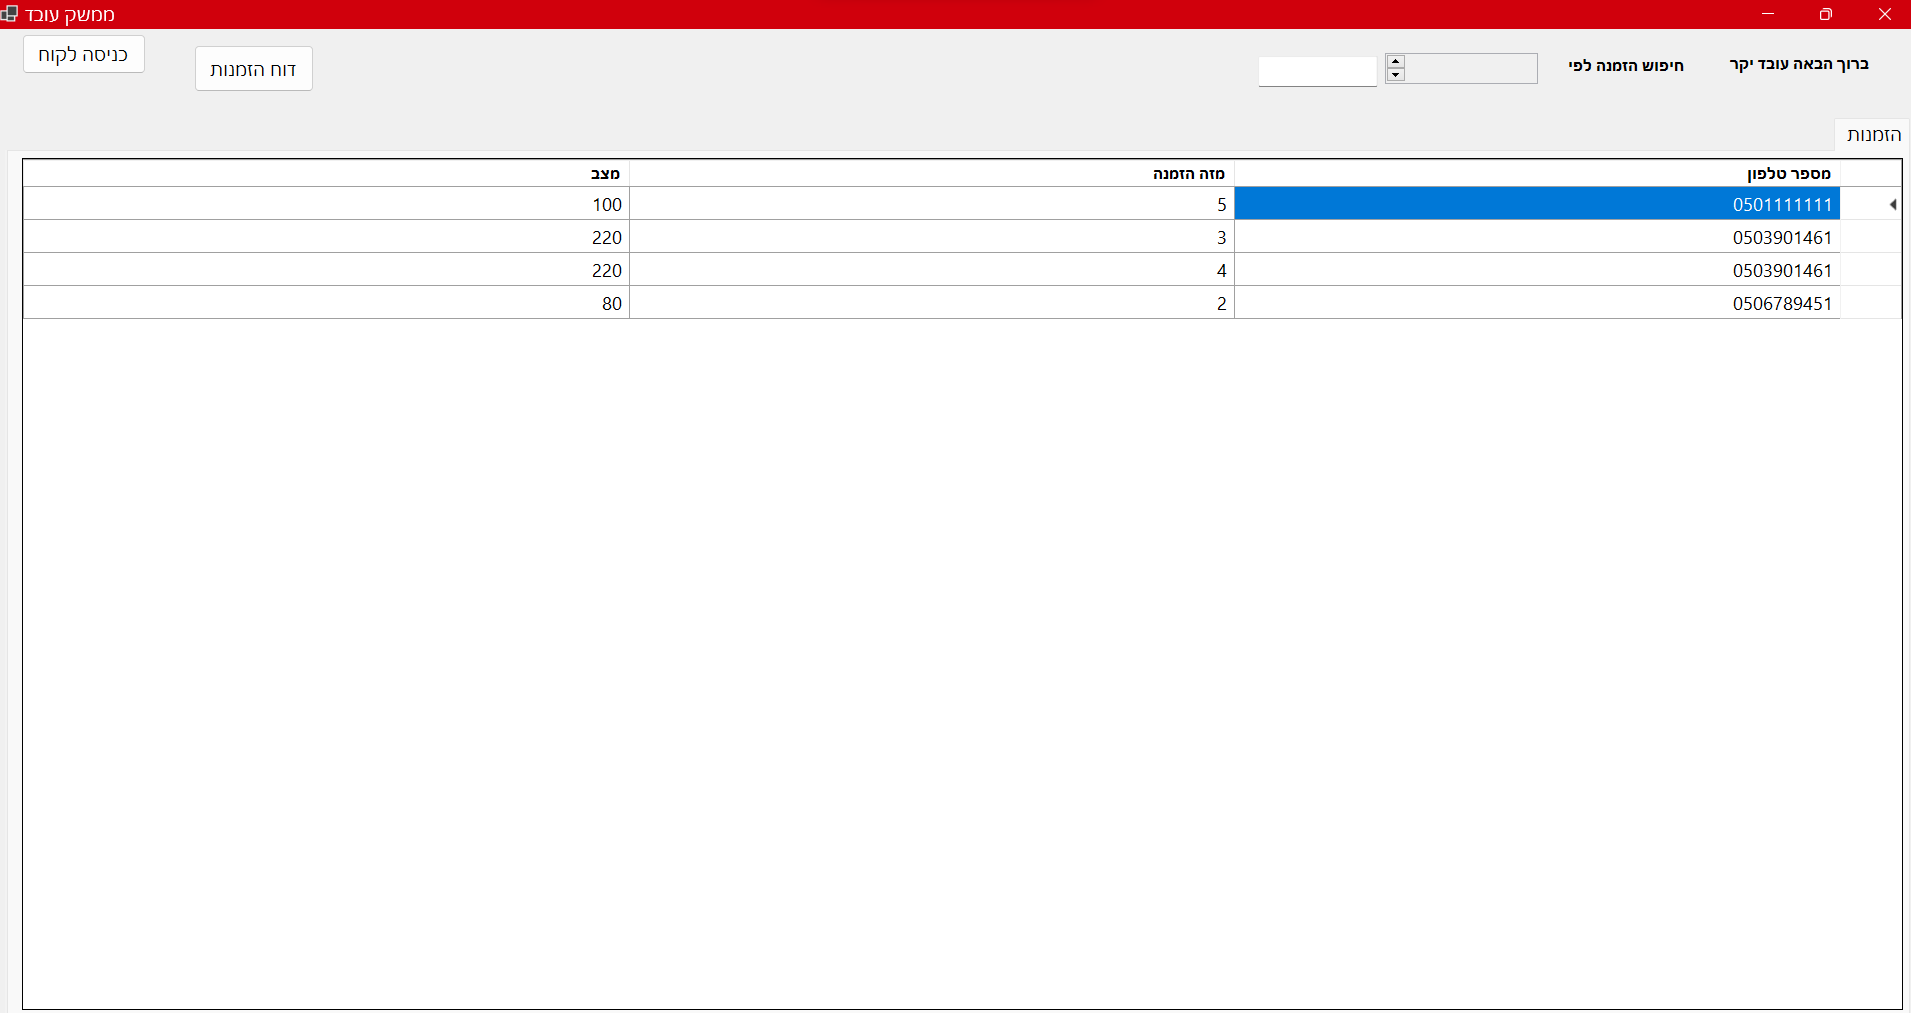 ממשק עובד
ברוך הבאה עובד יקר
חיפוש הזמנה לפי
דוח הזמנות
כניסה לקוח
הזמנות
מספר טלפון מזה הזמנה מצב
0501111111 5 100
0503901461 3 220
0503901461 4 220
0506789451 2 80